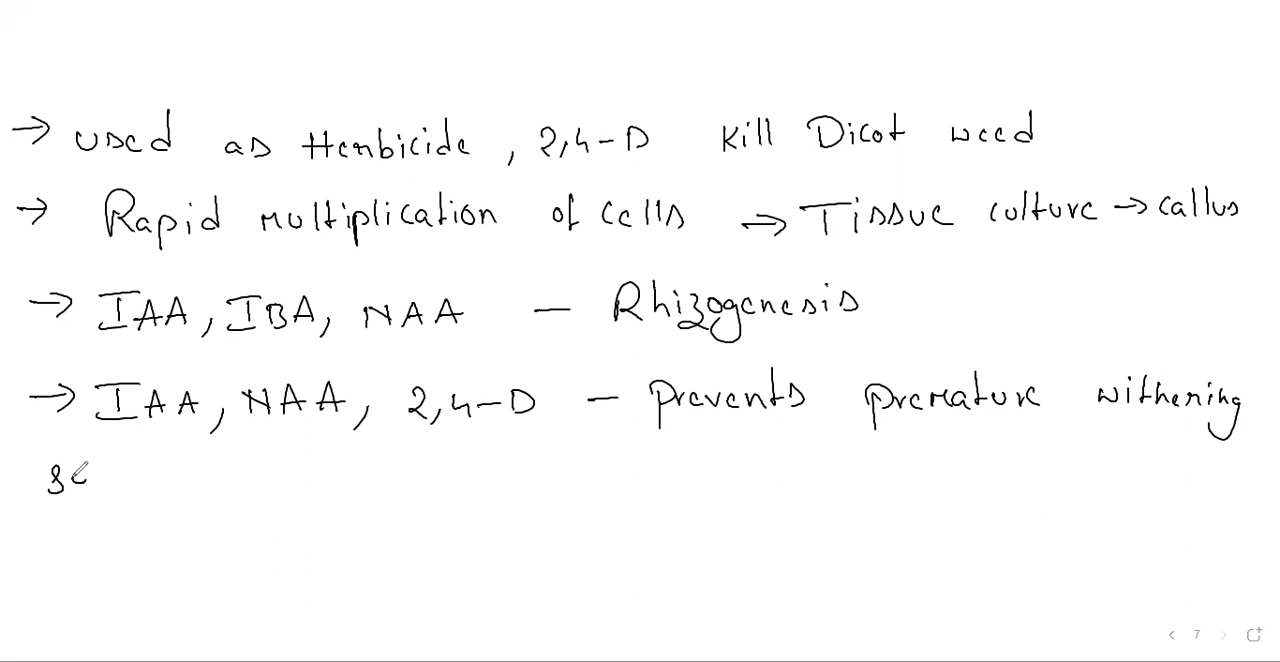 → used as Herbicide, 2,4-D kill Dicot weed
→ Rapid multiplication of cells ⇒ Tissue culture → callus
→ IAA, IBA, NAA — Rhizogenesis
→ IAA, NAA, 2,4-D — prevents premature withering
7